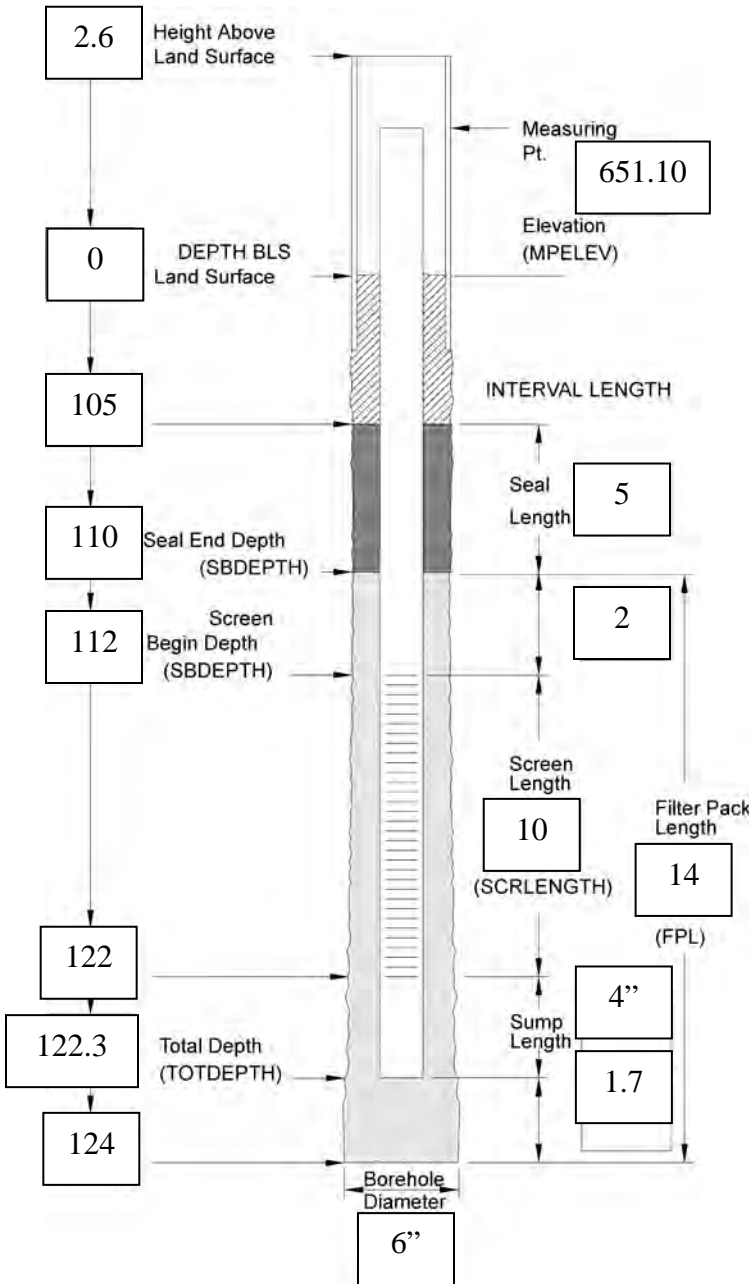 2.6
Height Above
Land Surface
Measuring
Pt.
651.10
Elevation
(MPELEV)
0
DEPTH BLS
Land Surface
105
INTERVAL LENGTH
Seal
Length
5
110
Seal End Depth
(SBDEPTH)
2
112
Screen
Begin Depth
(SBDEPTH)
Screen
Length
10
(SCRLENGTH)
Filter Pack
Length
14
(FPL)
122
4”
Sump
Length
122.3
Total Depth
(TOTDEPTH)
1.7
124
Borehole
Diameter
6”